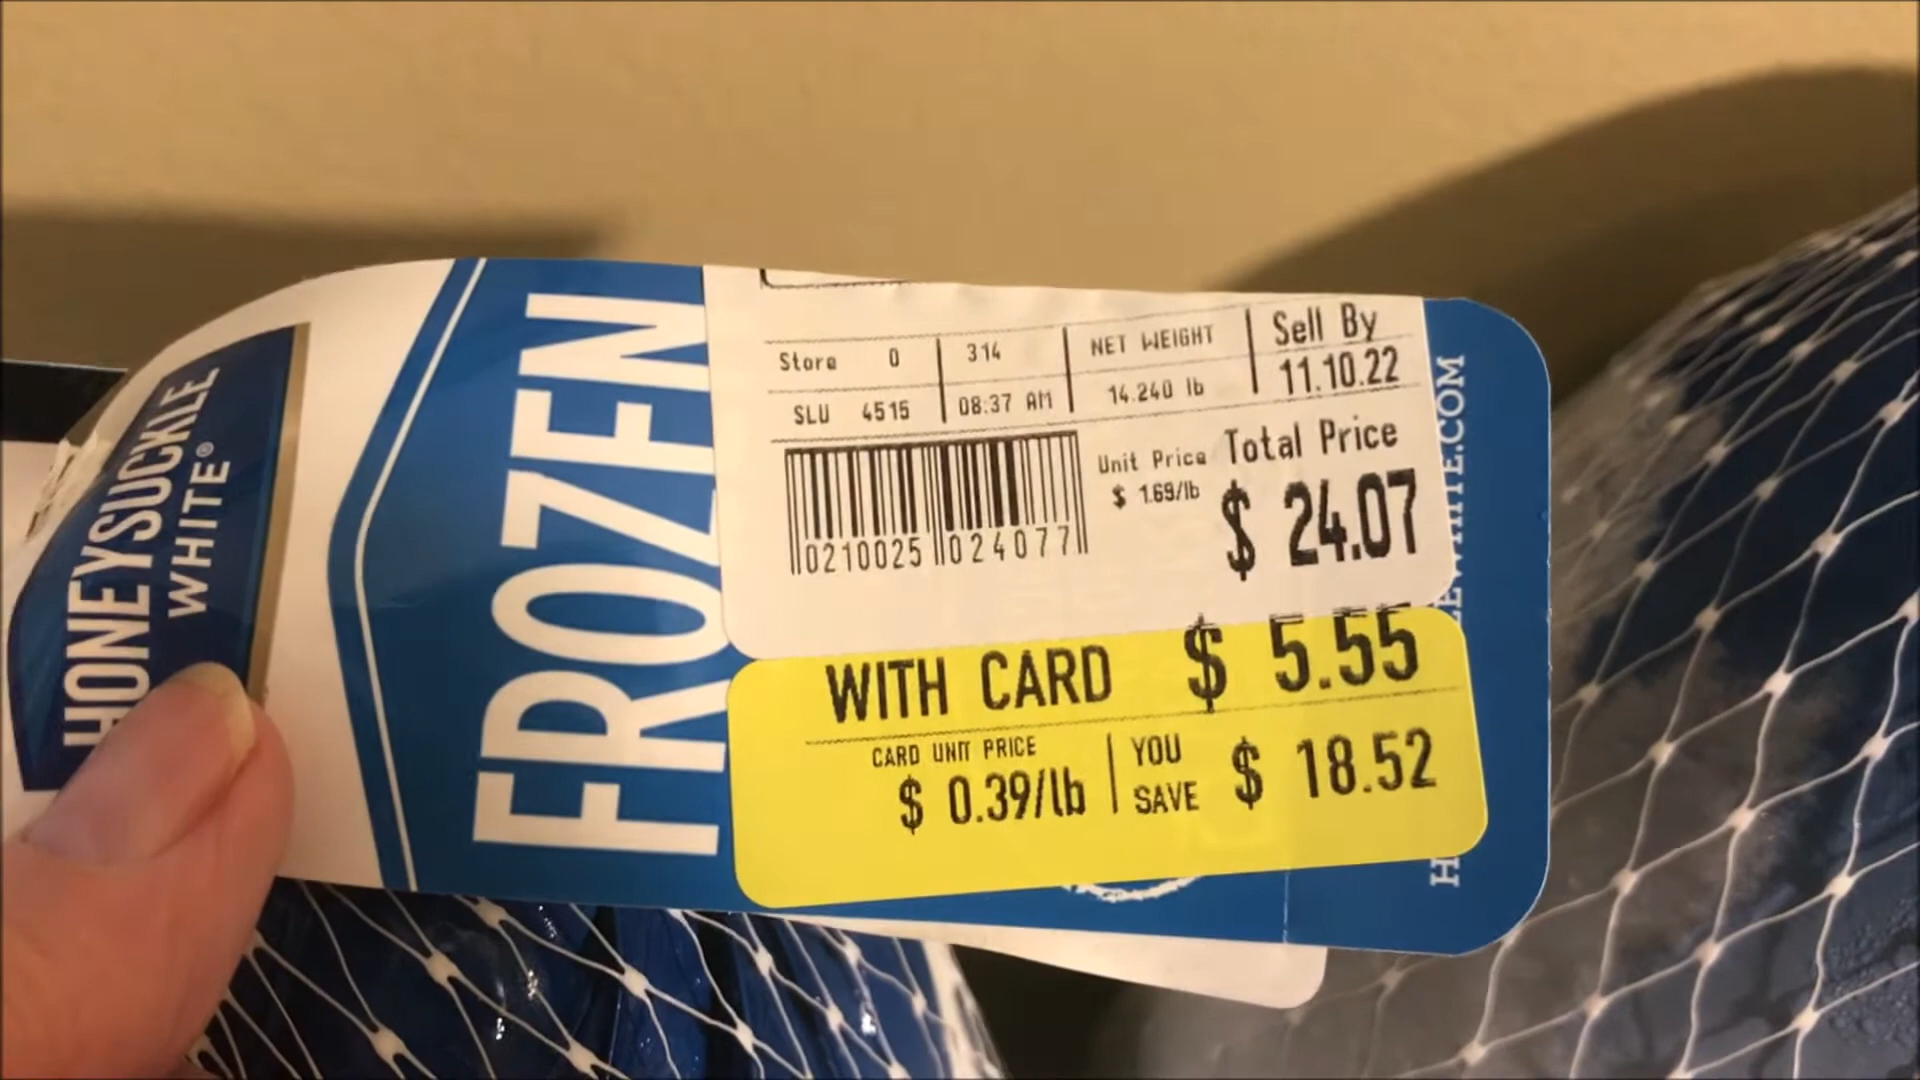 HONEYSUCKLE
WHITE®
FROZEN
Store 0 314 NET WEIGHT Sell By
SLU 4515 08:37 AM 14.240 lb 11.10.22
Unit Price Total Price
$ 1.69/lb $ 24.07
0210025 024077
WITH CARD $ 5.55
CARD UNIT PRICE YOU
$ 0.39/lb SAVE $ 18.52